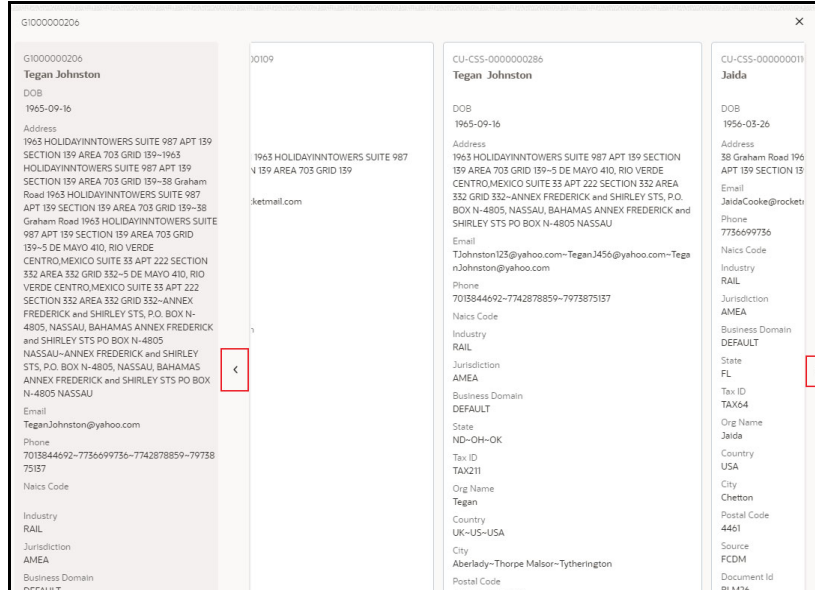 G1000000206
G1000000206
Tegan Johnston
DOB
1965-09-16
Address
1963 HOLIDAYINNTOWERS SUITE 987 APT 139
SECTION 139 AREA 703 GRID 139~1963
HOLIDAYINNTOWERS SUITE 987 APT 139
SECTION 139 AREA 703 GRID 139~38 Graham
Road 1963 HOLIDAYINNTOWERS SUITE 987
APT 139 SECTION 139 AREA 703 GRID 139~38
Graham Road 1963 HOLIDAYINNTOWERS SUITE
987 APT 139 SECTION 139 AREA 703 GRID
139~5 DE MAYO 410, RIO VERDE
CENTRO,MEXICO SUITE 33 APT 222 SECTION
332 AREA 332 GRID 332~5 DE MAYO 410, RIO
VERDE CENTRO,MEXICO SUITE 33 APT 222
SECTION 332 AREA 332 GRID 332~ANNEX
FREDERICK and SHIRLEY STS, P.O. BOX N-
4805, NASSAU, BAHAMAS ANNEX FREDERICK
and SHIRLEY STS PO BOX N-4805
NASSAU~ANNEX FREDERICK and SHIRLEY
STS, P.O. BOX N-4805, NASSAU, BAHAMAS
ANNEX FREDERICK and SHIRLEY STS PO BOX
N-4805 NASSAU
Email
TeganJohnston@yahoo.com
Phone
7013844692~7736699736~7742878859~79738
75137
Naics Code
Industry
RAIL
Jurisdiction
AMEA
Business Domain
DEFAULT
00109
1963 HOLIDAYINNTOWERS SUITE 987
139 AREA 703 GRID 139
ketmail.com
CU-CSS-0000000286
Tegan Johnston
DOB
1965-09-16
Address
1963 HOLIDAYINNTOWERS SUITE 987 APT 139 SECTION
139 AREA 703 GRID 139~5 DE MAYO 410, RIO VERDE
CENTRO,MEXICO SUITE 33 APT 222 SECTION 332 AREA
332 GRID 332~ANNEX FREDERICK and SHIRLEY STS, P.O.
BOX N-4805, NASSAU, BAHAMAS ANNEX FREDERICK and
SHIRLEY STS PO BOX N-4805 NASSAU
Email
TJohnston123@yahoo.com~TeganJ456@yahoo.com~Tega
nJohnston@yahoo.com
Phone
7013844692~7742878859~7973875137
Naics Code
Industry
RAIL
Jurisdiction
AMEA
Business Domain
DEFAULT
State
ND~OH~OK
Tax ID
TAX211
Org Name
Tegan
Country
UK~US~USA
City
Aberlady~Thorpe Malsor~Tytherington
Postal Code
CU-CSS-000000011
Jaida
DOB
1956-03-26
Address
38 Graham Road 196
APT 139 SECTION 13
Email
JaidaCooke@rocket
Phone
7736699736
Naics Code
Industry
RAIL
Jurisdiction
AMEA
Business Domain
DEFAULT
State
FL
Tax ID
TAX64
Org Name
Jaida
Country
USA
City
Chetton
Postal Code
4461
Source
FCDM
Document Id